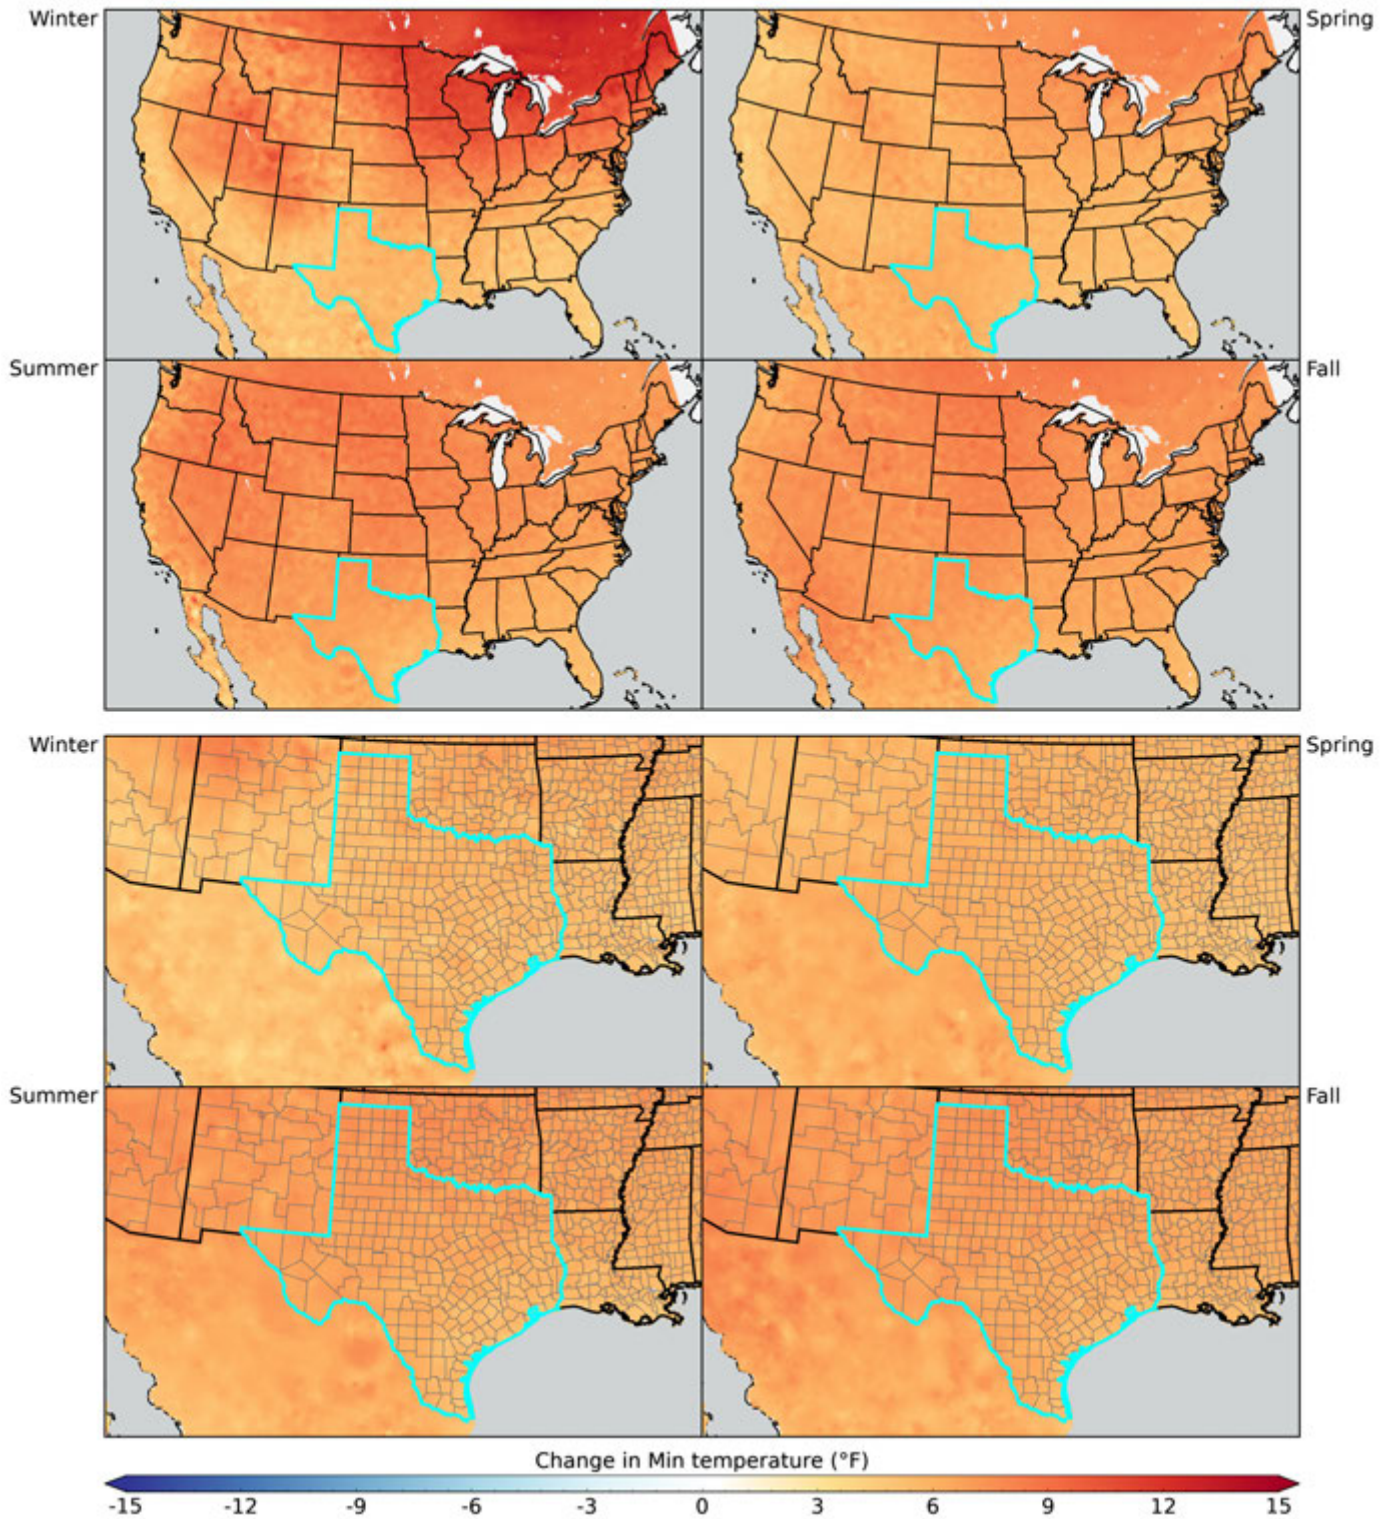 Winter
Spring
Summer
Fall
Winter
Spring
Summer
Fall
Change in Min temperature (°F)
-15 -12 -9 -6 -3 0 3 6 9 12 15